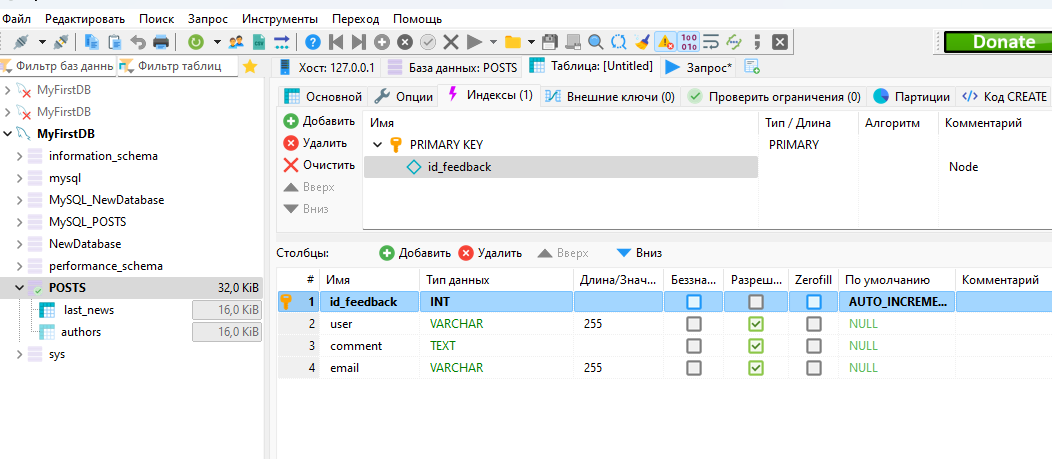 Файл Редактировать Поиск Запрос Инструменты Переход Помощь
Donate
Фильтр баз даннь Фильтр таблиц
Хост: 127.0.0.1 База данных: POSTS Таблица: [Untitled] Запрос*
MyFirstDB
MyFirstDB
MyFirstDB
information_schema
mysql
MySQL_NewDatabase
MySQL_POSTS
NewDatabase
performance_schema
POSTS 32,0 KiB
last_news 16,0 KiB
authors 16,0 KiB
sys
Основной Опции Индексы (1) Внешние ключи (0) Проверить ограничения (0) Партиции Код CREATE
Добавить
Удалить
Очистить
Вверх
Вниз
Имя Тип / Длина Алгоритм Комментарий
PRIMARY KEY PRIMARY
id_feedback Node
Столбцы: Добавить Удалить Вверх Вниз
# Имя Тип данных Длина/Знач... Беззна... Разреш... Zerofill По умолчанию Комментарий
1 id_feedback INT AUTO_INCREME...
2 user VARCHAR 255 NULL
3 comment TEXT NULL
4 email VARCHAR 255 NULL